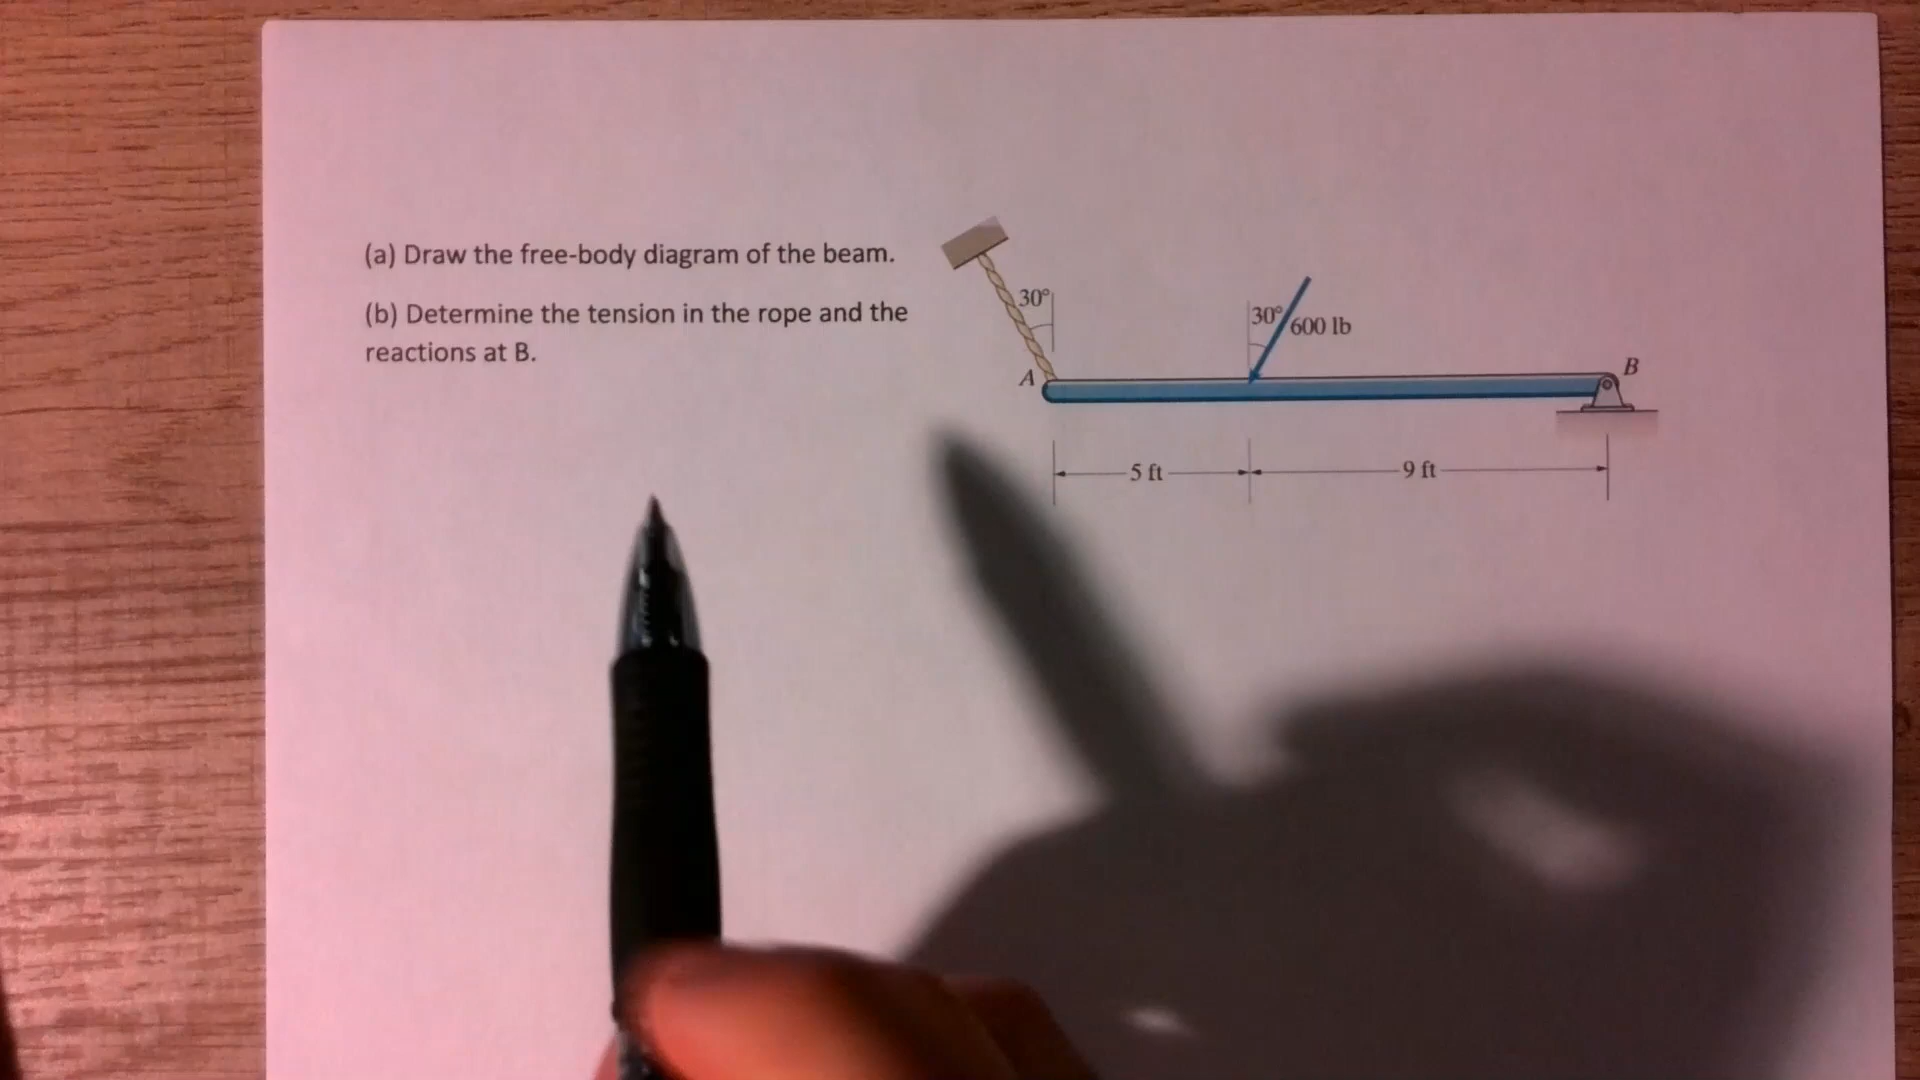 (a) Draw the free-body diagram of the beam.
(b) Determine the tension in the rope and the
reactions at B.
30°
30°
600 lb
A
B
5 ft
9 ft